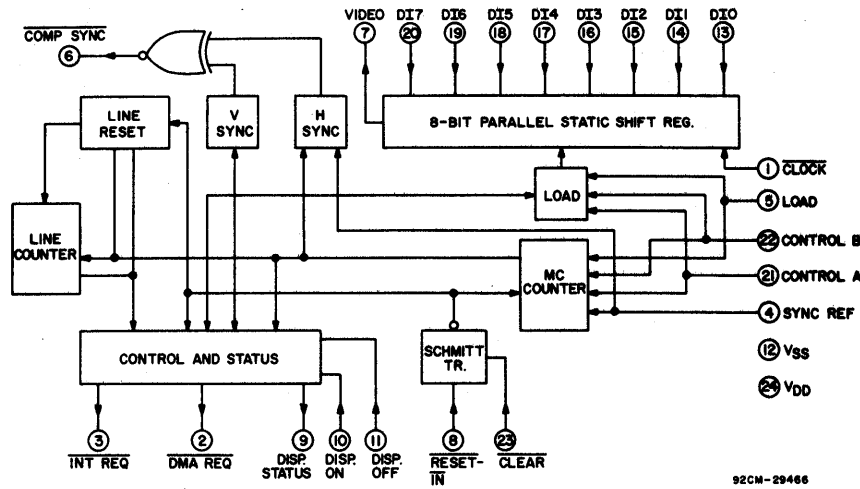 COMP SYNC
6
VIDEO DI7 DI6 DI5 DI4 DI3 DI2 DI1 DI0
7 20 19 18 17 16 15 14 13
LINE
RESET
V
SYNC
H
SYNC
8-BIT PARALLEL STATIC SHIFT REG.
1 CLOCK
LOAD
5 LOAD
LINE
COUNTER
MC
COUNTER
22 CONTROL B
21 CONTROL A
4 SYNC REF
CONTROL AND STATUS
SCHMITT
TR.
12 VSS
24 VDD
3 2 9 10 11 8 23
INT REQ
DMA REQ
DISP.
STATUS
DISP.
ON
DISP.
OFF
RESET-
IN
CLEAR
92CM-29466